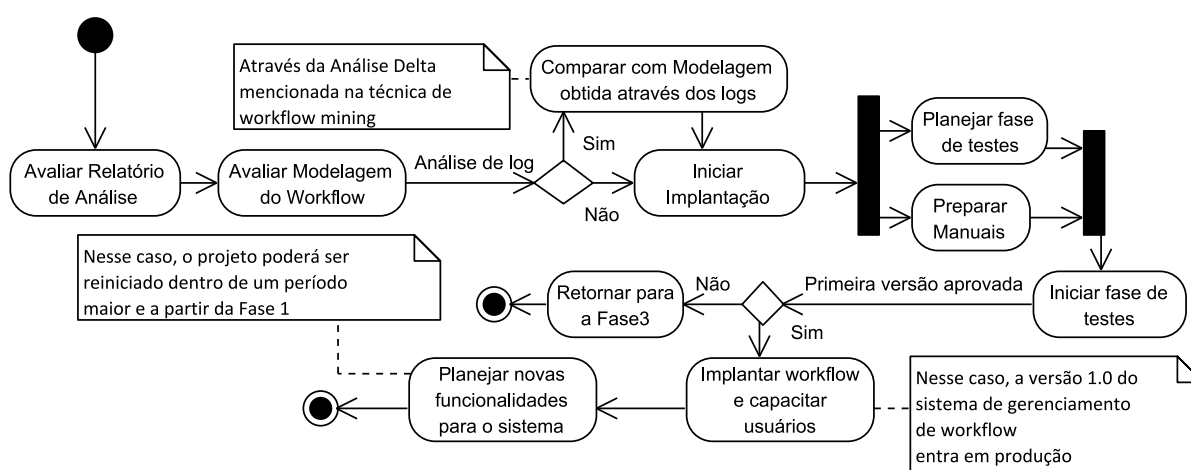 Através da Análise Delta
mencionada na técnica de
workflow mining
Comparar com Modelagem
obtida através dos logs
Planejar fase
de testes
Avaliar Relatório
de Análise
Avaliar Modelagem
do Workflow
Análise de log
Sim
Não
Iniciar
Implantação
Preparar
Manuais
Nesse caso, o projeto poderá ser
reiniciado dentro de um período
maior e a partir da Fase 1
Retornar para
a Fase3
Não
Primeira versão aprovada
Sim
Iniciar fase de
testes
Planejar novas
funcionalidades
para o sistema
Implantar workflow
e capacitar
usuários
Nesse caso, a versão 1.0 do
sistema de gerenciamento
de workflow
entra em produção